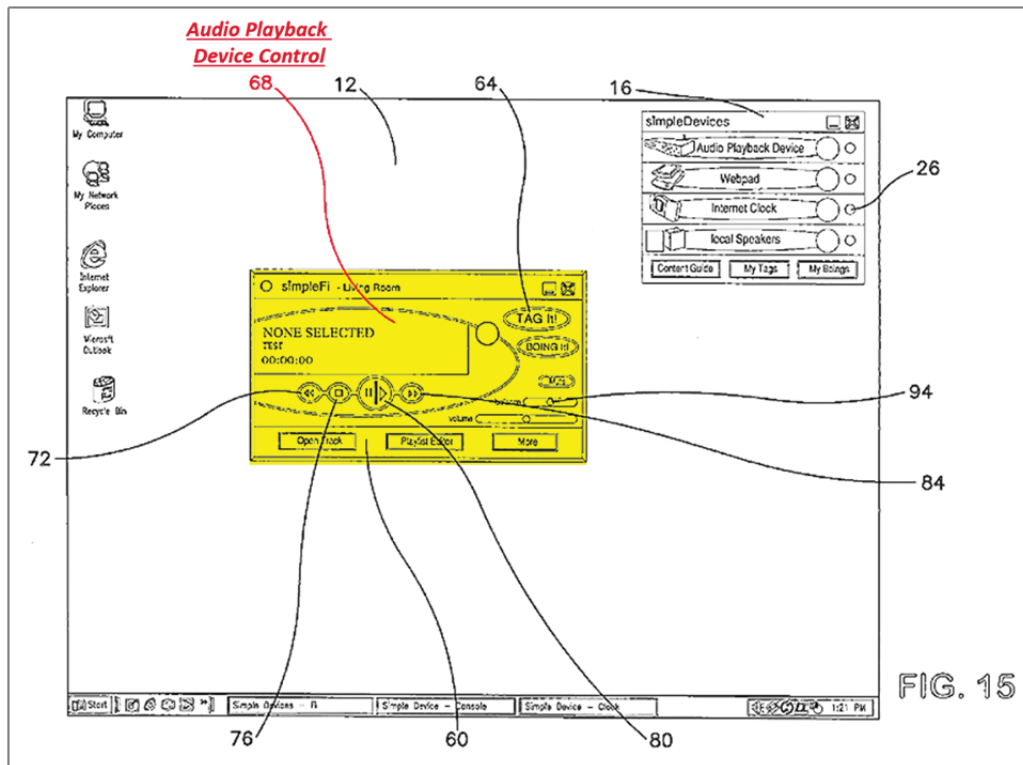 Audio Playback
Device Control
68
12
64
16
My Computer
My Network
Places
Internet
Explorer
Microsoft
Outlook
Recycle Bin
simpleDevices
Audio Playback Device
Webpad
Internet Clock
local Speakers
Content Guide
My Tags
My Boings
26
simpleFi - Living Room
NONE SELECTED
TEST
00:00:00
TAG It!
BOING It!
volume
Open Track
Playlist Editor
More
94
72
84
Start
Simple Devices -
Simple Device - Console
Simple Device - Clock
1:21 PM
76
60
80
FIG. 15